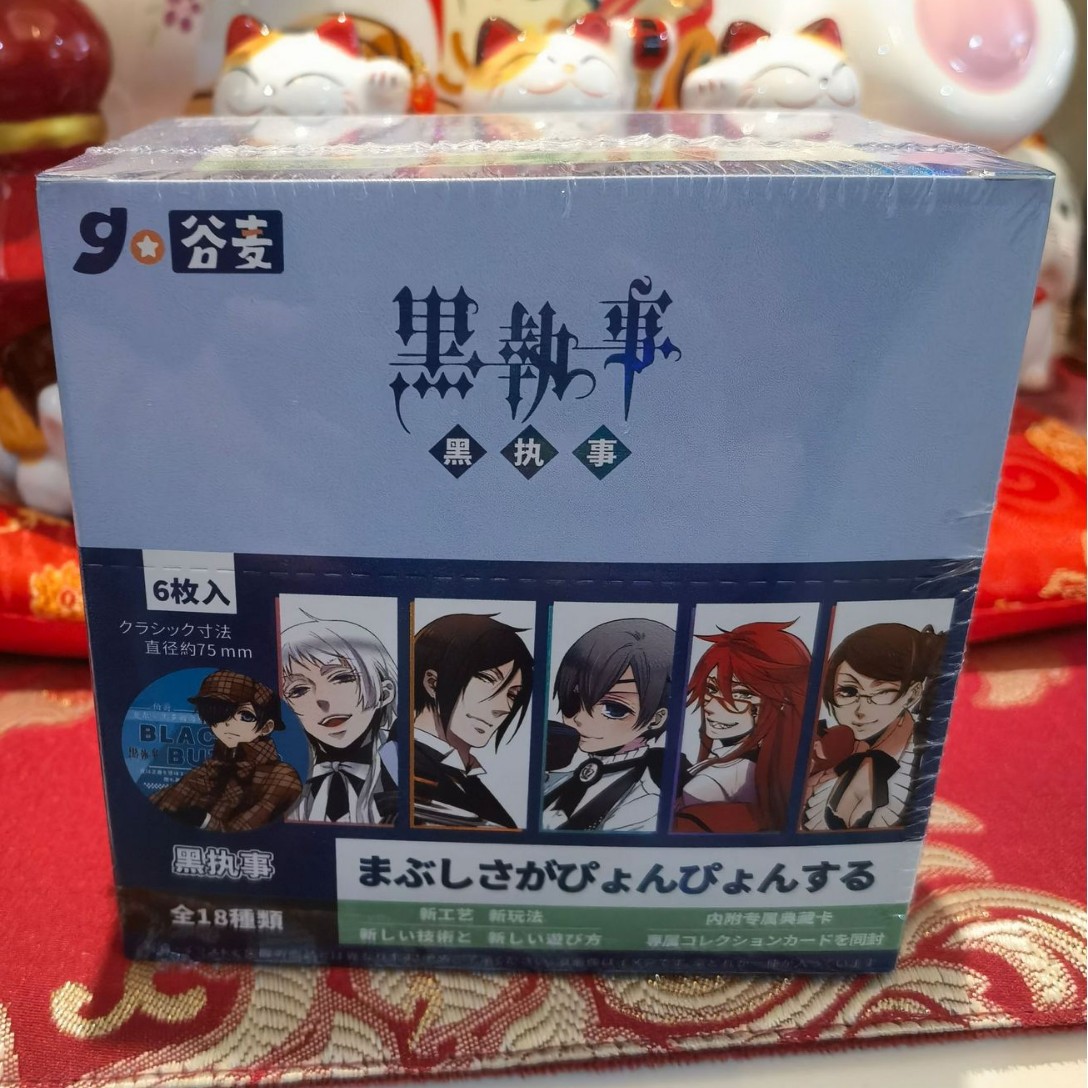 g 谷麦
黒執事
黑执事
6枚入
クラシック寸法
直径約75mm
BLAC
BU
黑执事
全18種類
まぶしさがぴょんぴょんする
新工艺 新玩法
内附专属典藏卡
新しい技術と 新しい遊び方
専属コレクションカードを同封